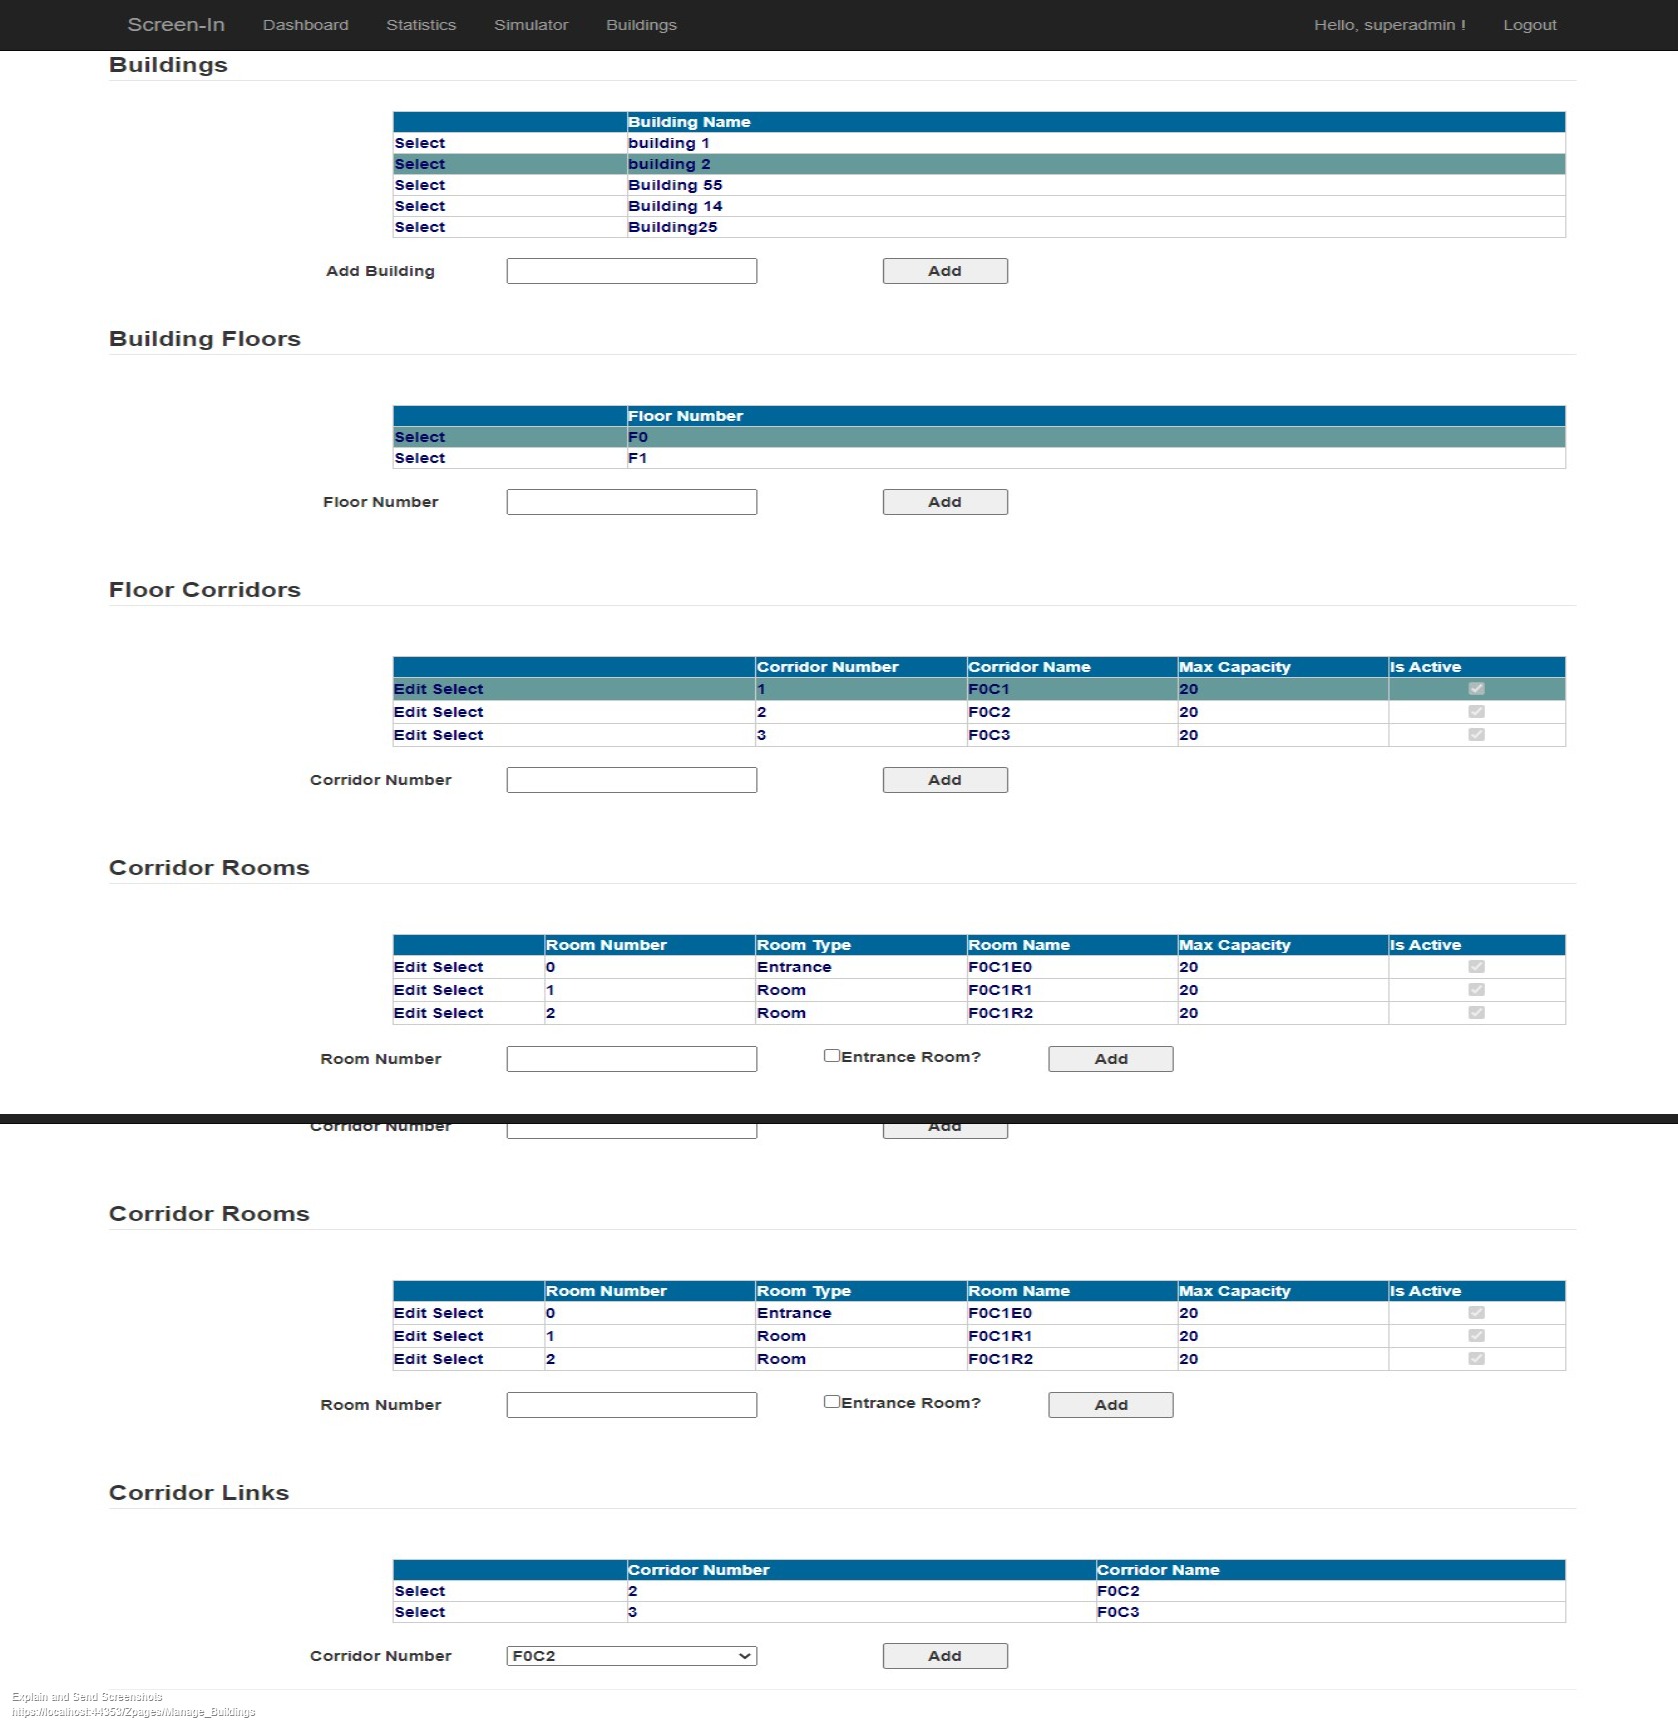 Screen-In Dashboard Statistics Simulator Buildings Hello, superadmin ! Logout
Buildings
Building Name
Select building 1
Select building 2
Select Building 55
Select Building 14
Select Building25
Add Building Add
Building Floors
Floor Number
Select F0
Select F1
Floor Number Add
Floor Corridors
Corridor Number Corridor Name Max Capacity Is Active
Edit Select 1 F0C1 20
Edit Select 2 F0C2 20
Edit Select 3 F0C3 20
Corridor Number Add
Corridor Rooms
Room Number Room Type Room Name Max Capacity Is Active
Edit Select 0 Entrance F0C1E0 20
Edit Select 1 Room F0C1R1 20
Edit Select 2 Room F0C1R2 20
Room Number Entrance Room? Add
Corridor Number Add
Corridor Rooms
Room Number Room Type Room Name Max Capacity Is Active
Edit Select 0 Entrance F0C1E0 20
Edit Select 1 Room F0C1R1 20
Edit Select 2 Room F0C1R2 20
Room Number Entrance Room? Add
Corridor Links
Corridor Number Corridor Name
Select 2 F0C2
Select 3 F0C3
Corridor Number F0C2 Add
Explain and Send Screenshots
https://localhost:44353/Zpages/Manage_Buildings